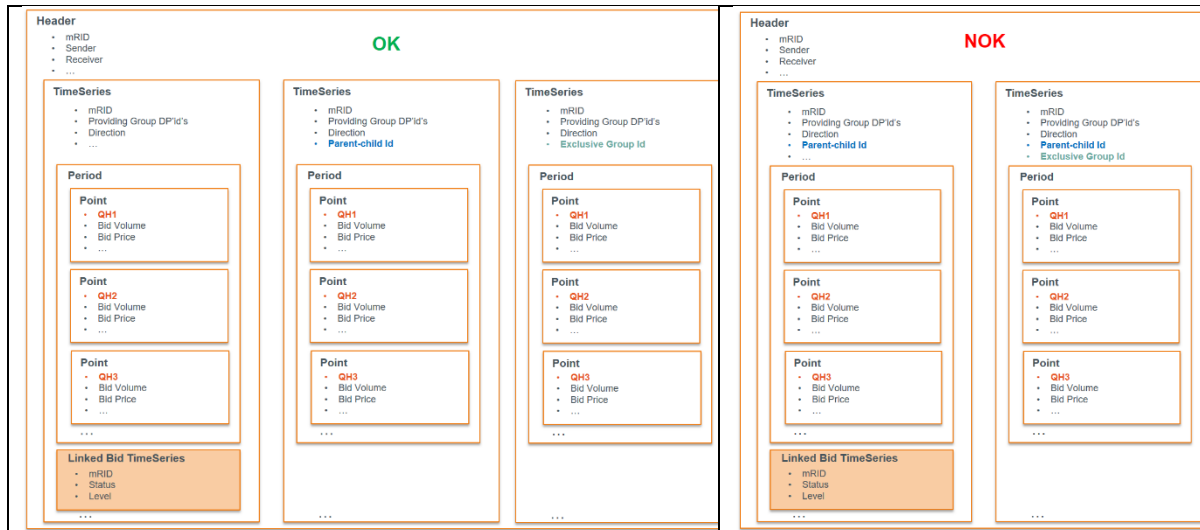 Header
• mRID
• Sender
• Receiver
• ...
OK
TimeSeries
• mRID
• Providing Group DP'id's
• Direction
• ...
Period
Point
• QH1
• Bid Volume
• Bid Price
• ...
Point
• QH2
• Bid Volume
• Bid Price
• ...
Point
• QH3
• Bid Volume
• Bid Price
• ...
...
Linked Bid TimeSeries
• mRID
• Status
• Level
...
TimeSeries
• mRID
• Providing Group DP'id's
• Direction
• Parent-child Id
Period
Point
• QH1
• Bid Volume
• Bid Price
• ...
Point
• QH2
• Bid Volume
• Bid Price
• ...
Point
• QH3
• Bid Volume
• Bid Price
• ...
...
...
TimeSeries
• mRID
• Providing Group DP'id's
• Direction
• Exclusive Group Id
Period
Point
• QH1
• Bid Volume
• Bid Price
• ...
Point
• QH2
• Bid Volume
• Bid Price
• ...
Point
• QH3
• Bid Volume
• Bid Price
• ...
...
...
Header
• mRID
• Sender
• Receiver
• ...
NOK
TimeSeries
• mRID
• Providing Group DP'id's
• Direction
• Parent-child Id
• ...
Period
Point
• QH1
• Bid Volume
• Bid Price
• ...
Point
• QH2
• Bid Volume
• Bid Price
• ...
Point
• QH3
• Bid Volume
• Bid Price
• ...
...
Linked Bid TimeSeries
• mRID
• Status
• Level
...
TimeSeries
• mRID
• Providing Group DP'id's
• Direction
• Parent-child Id
• Exclusive Group Id
Period
Point
• QH1
• Bid Volume
• Bid Price
• ...
Point
• QH2
• Bid Volume
• Bid Price
• ...
Point
• QH3
• Bid Volume
• Bid Price
• ...
...
...